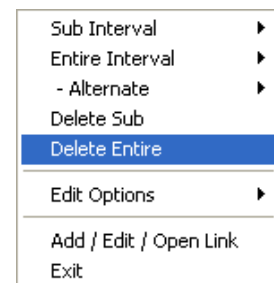 Sub Interval
Entire Interval
- Alternate
Delete Sub
Delete Entire
Edit Options
Add / Edit / Open Link
Exit